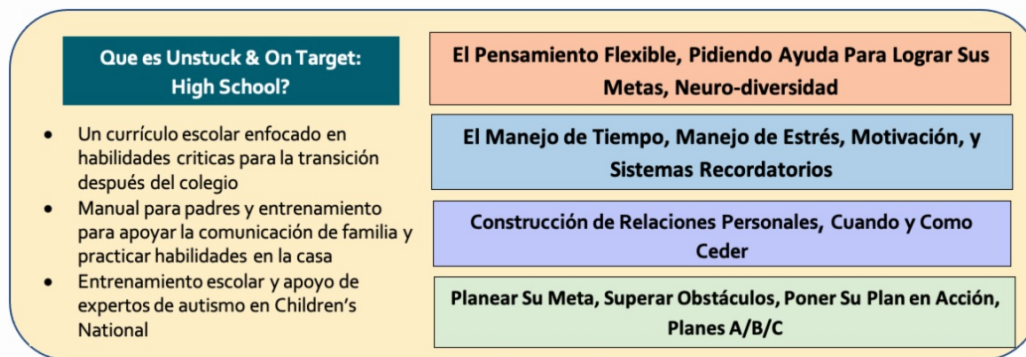 Que es Unstuck & On Target:
High School?
• Un currículo escolar enfocado en
habilidades criticas para la transición
después del colegio
• Manual para padres y entrenamiento
para apoyar la comunicación de familia y
practicar habilidades en la casa
• Entrenamiento escolar y apoyo de
expertos de autismo en Children's
National
El Pensamiento Flexible, Pidiendo Ayuda Para Lograr Sus
Metas, Neuro-diversidad
El Manejo de Tiempo, Manejo de Estrés, Motivación, y
Sistemas Recordatorios
Construcción de Relaciones Personales, Cuando y Como
Ceder
Planear Su Meta, Superar Obstáculos, Poner Su Plan en Acción,
Planes A/B/C